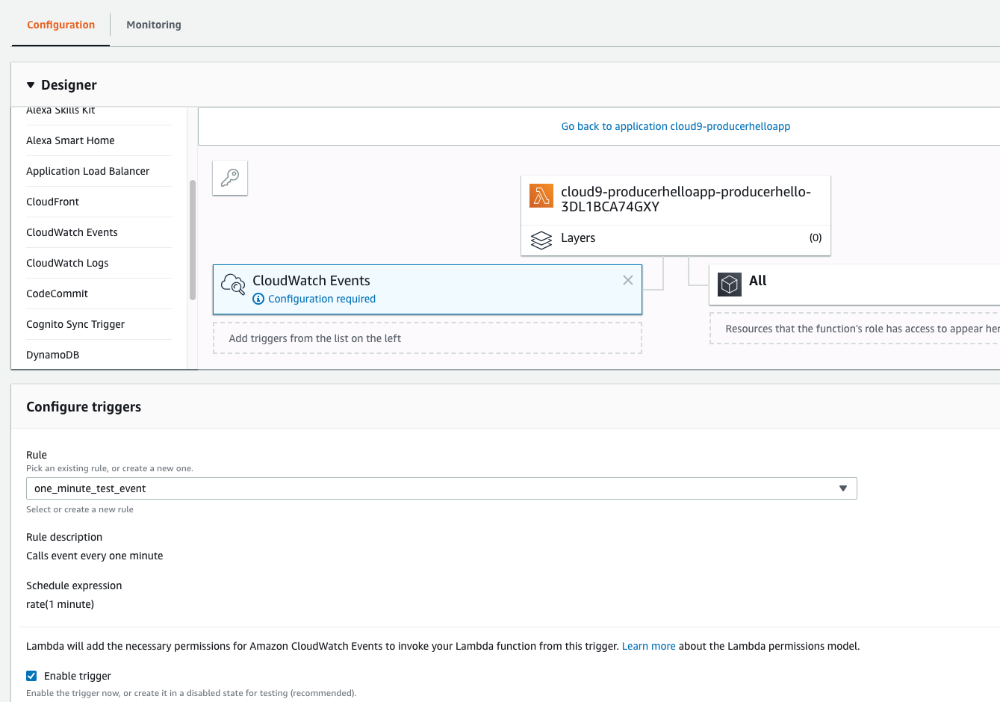 Configuration
Monitoring
Designer
Alexa Skills Kit
Alexa Smart Home
Application Load Balancer
CloudFront
CloudWatch Events
CloudWatch Logs
CodeCommit
Cognito Sync Trigger
DynamoDB
Go back to application cloud9-producerhelloapp
cloud9-producerhelloapp-producerhello-
3DL1BCA74GXY
Layers
(0)
CloudWatch Events
Configuration required
Add triggers from the list on the left
All
Resources that the function's role has access to appear her
Configure triggers
Rule
Pick an existing rule, or create a new one.
one_minute_test_event
Select or create a new rule
Rule description
Calls event every one minute
Schedule expression
rate(1 minute)
Lambda will add the necessary permissions for Amazon CloudWatch Events to invoke your Lambda function from this trigger. Learn more about the Lambda permissions model.
Enable trigger
Enable the trigger now, or create it in a disabled state for testing (recommended).